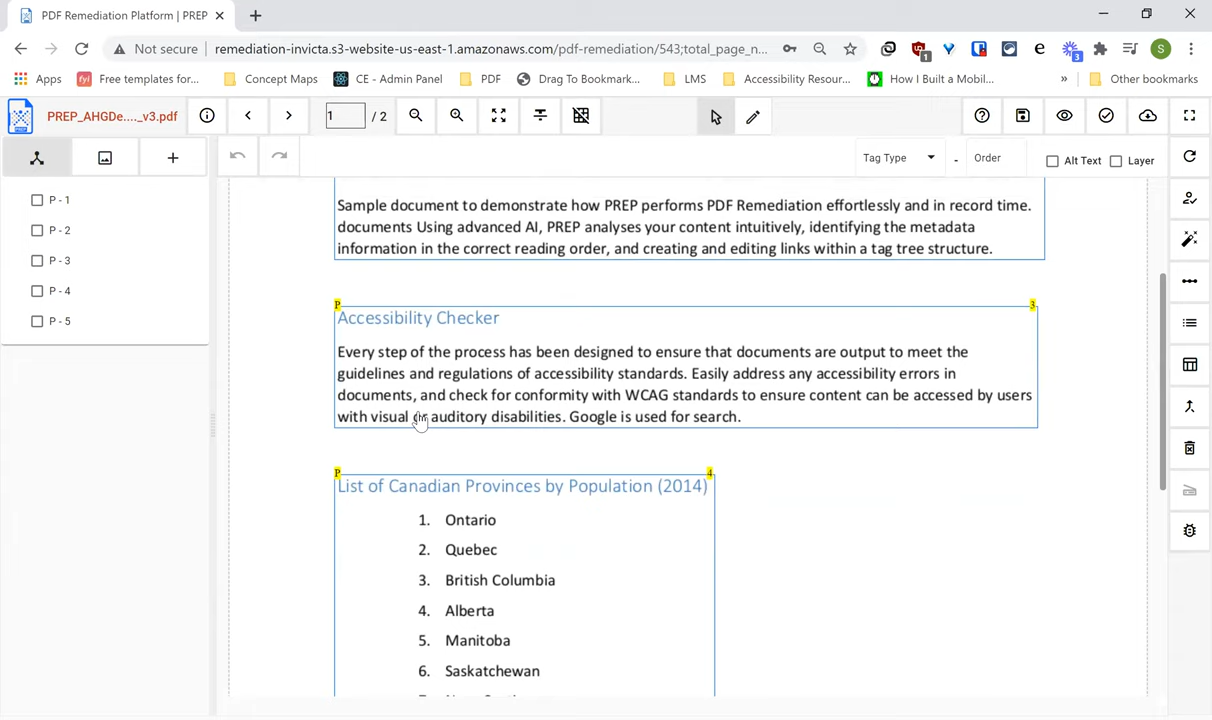 PDF Remediation Platform | PREP
Not secure
remediation-invicta.s3-website-us-east-1.amazonaws.com/pdf-remediation/543;total_page_n...
1
e
3
S
Apps
fyi
Free templates for...
Concept Maps
CE - Admin Panel
PDF
Drag To Bookmark...
LMS
Accessibility Resour...
How I Built a Mobil...
»
Other bookmarks
PREP
PREP_AHGDe...._v3.pdf
1
/ 2
Tag Type
-
Order
Alt Text
Layer
P - 1
P - 2
P - 3
P - 4
P - 5
Sample document to demonstrate how PREP performs PDF Remediation effortlessly and in record time.
documents Using advanced AI, PREP analyses your content intuitively, identifying the metadata
information in the correct reading order, and creating and editing links within a tag tree structure.
P
3
Accessibility Checker
Every step of the process has been designed to ensure that documents are output to meet the
guidelines and regulations of accessibility standards. Easily address any accessibility errors in
documents, and check for conformity with WCAG standards to ensure content can be accessed by users
with visual or auditory disabilities. Google is used for search.
P
4
List of Canadian Provinces by Population (2014)
1. Ontario
2. Quebec
3. British Columbia
4. Alberta
5. Manitoba
6. Saskatchewan